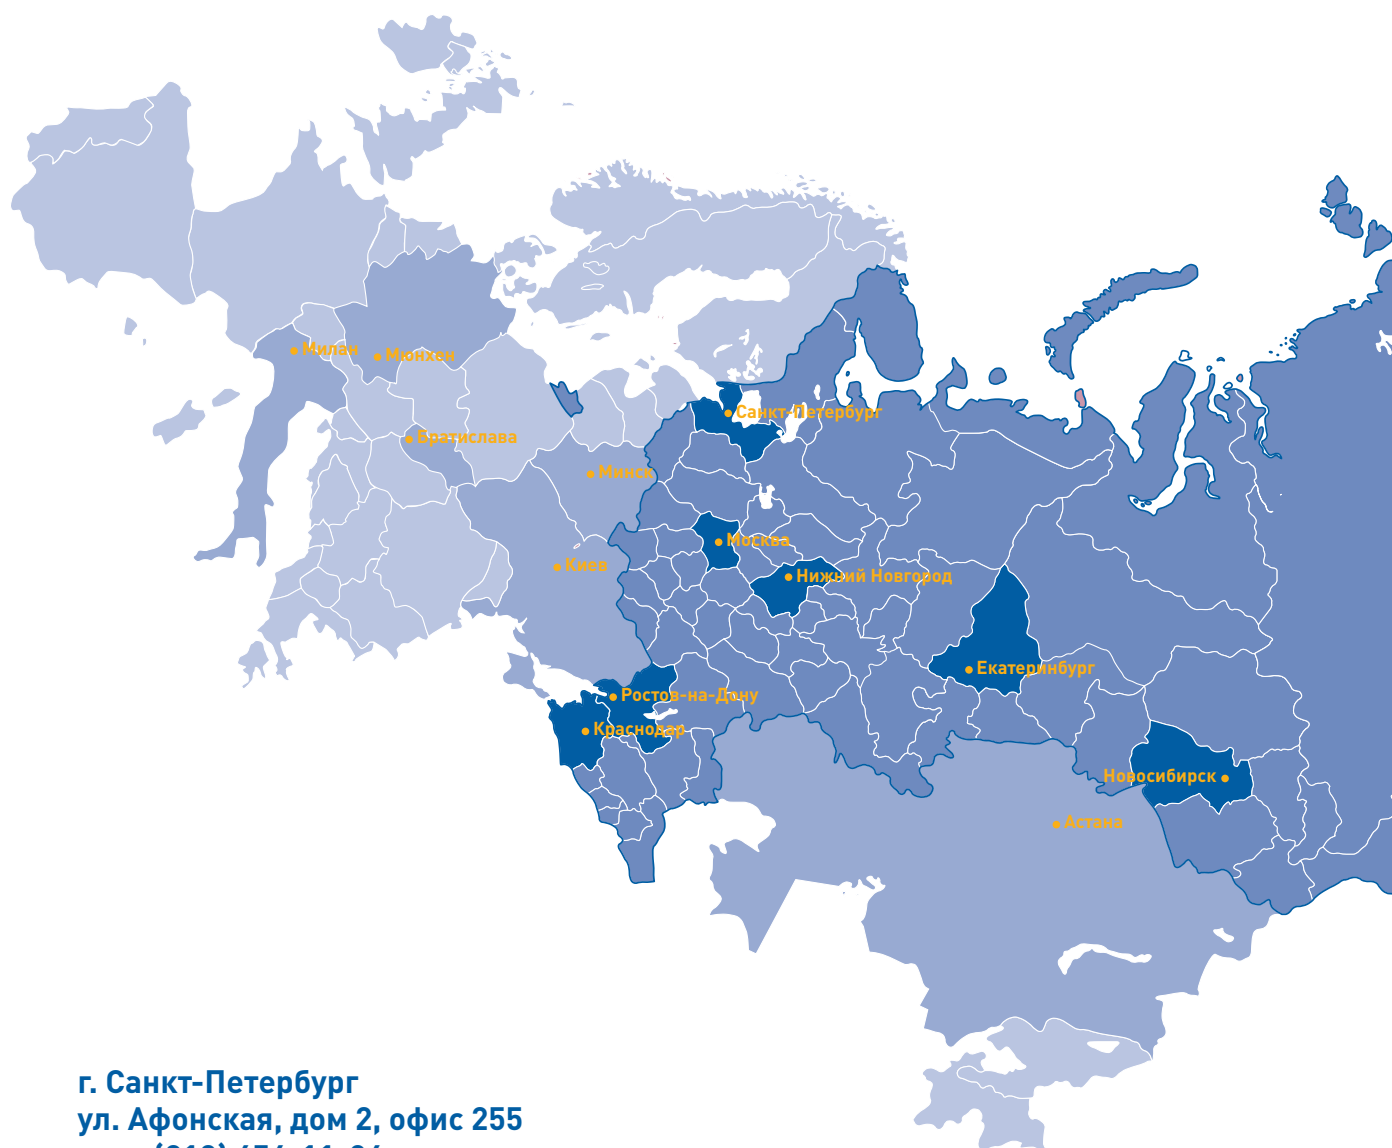 Милан
Мюнхен
Санкт-Петербург
Братислава
Минск
Москва
Киев
Нижний Новгород
Екатеринбург
Ростов-на-Дону
Краснодар
Новосибирск
Астана
г. Санкт-Петербург
ул. Афонская, дом 2, офис 255